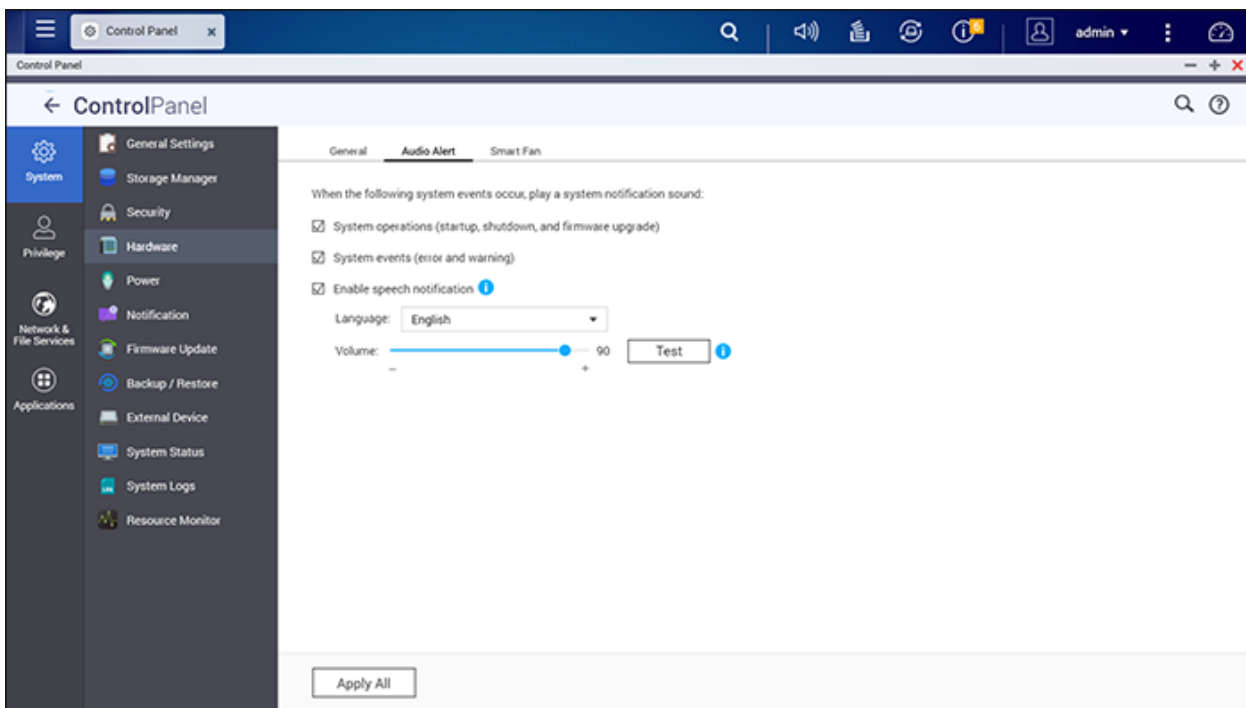 Control Panel x
6
admin
Control Panel
ControlPanel
System
Privilege
Network &
File Services
Applications
General Settings
Storage Manager
Security
Hardware
Power
Notification
Firmware Update
Backup / Restore
External Device
System Status
System Logs
Resource Monitor
General Audio Alert Smart Fan
When the following system events occur, play a system notification sound:
System operations (startup, shutdown, and firmware upgrade)
System events (error and warning)
Enable speech notification
Language: English
Volume: 90 Test
− +
Apply All